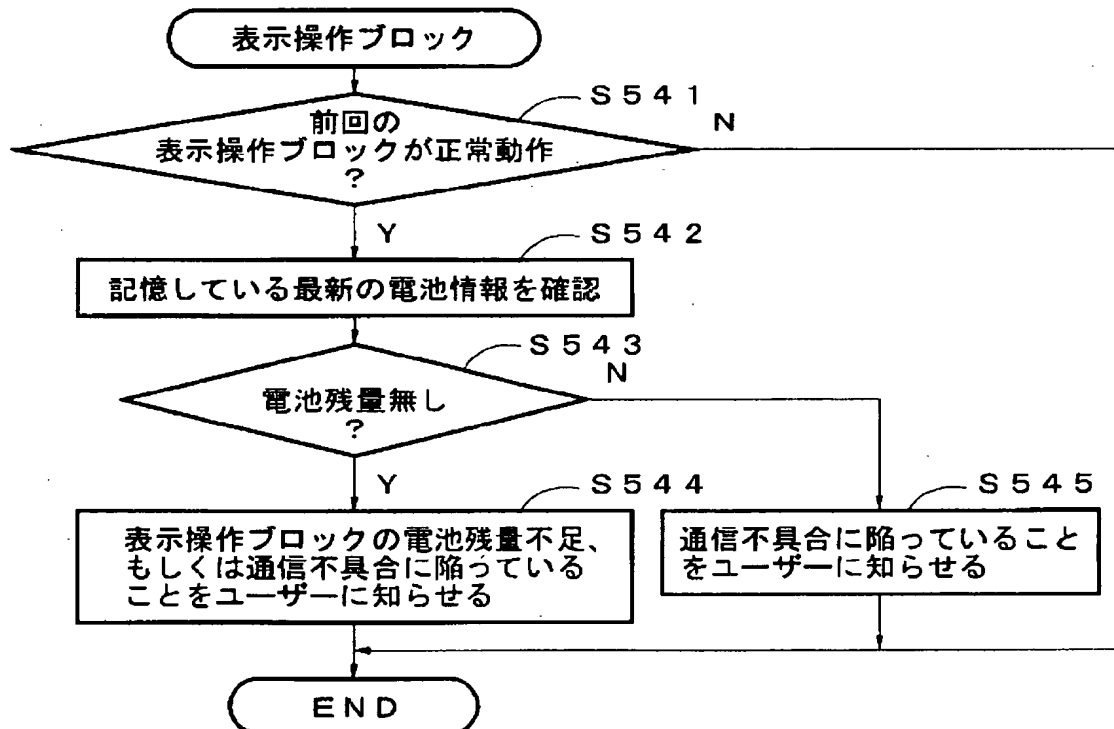 表示操作ブロック
S541
前回の
表示操作ブロックが正常動作
?
N
Y
S542
記憶している最新の電池情報を確認
S543
N
電池残量無し
?
Y
S544
S545
表示操作ブロックの電池残量不足、
もしくは通信不具合に陥っている
ことをユーザーに知らせる
通信不具合に陥っていること
をユーザーに知らせる
END